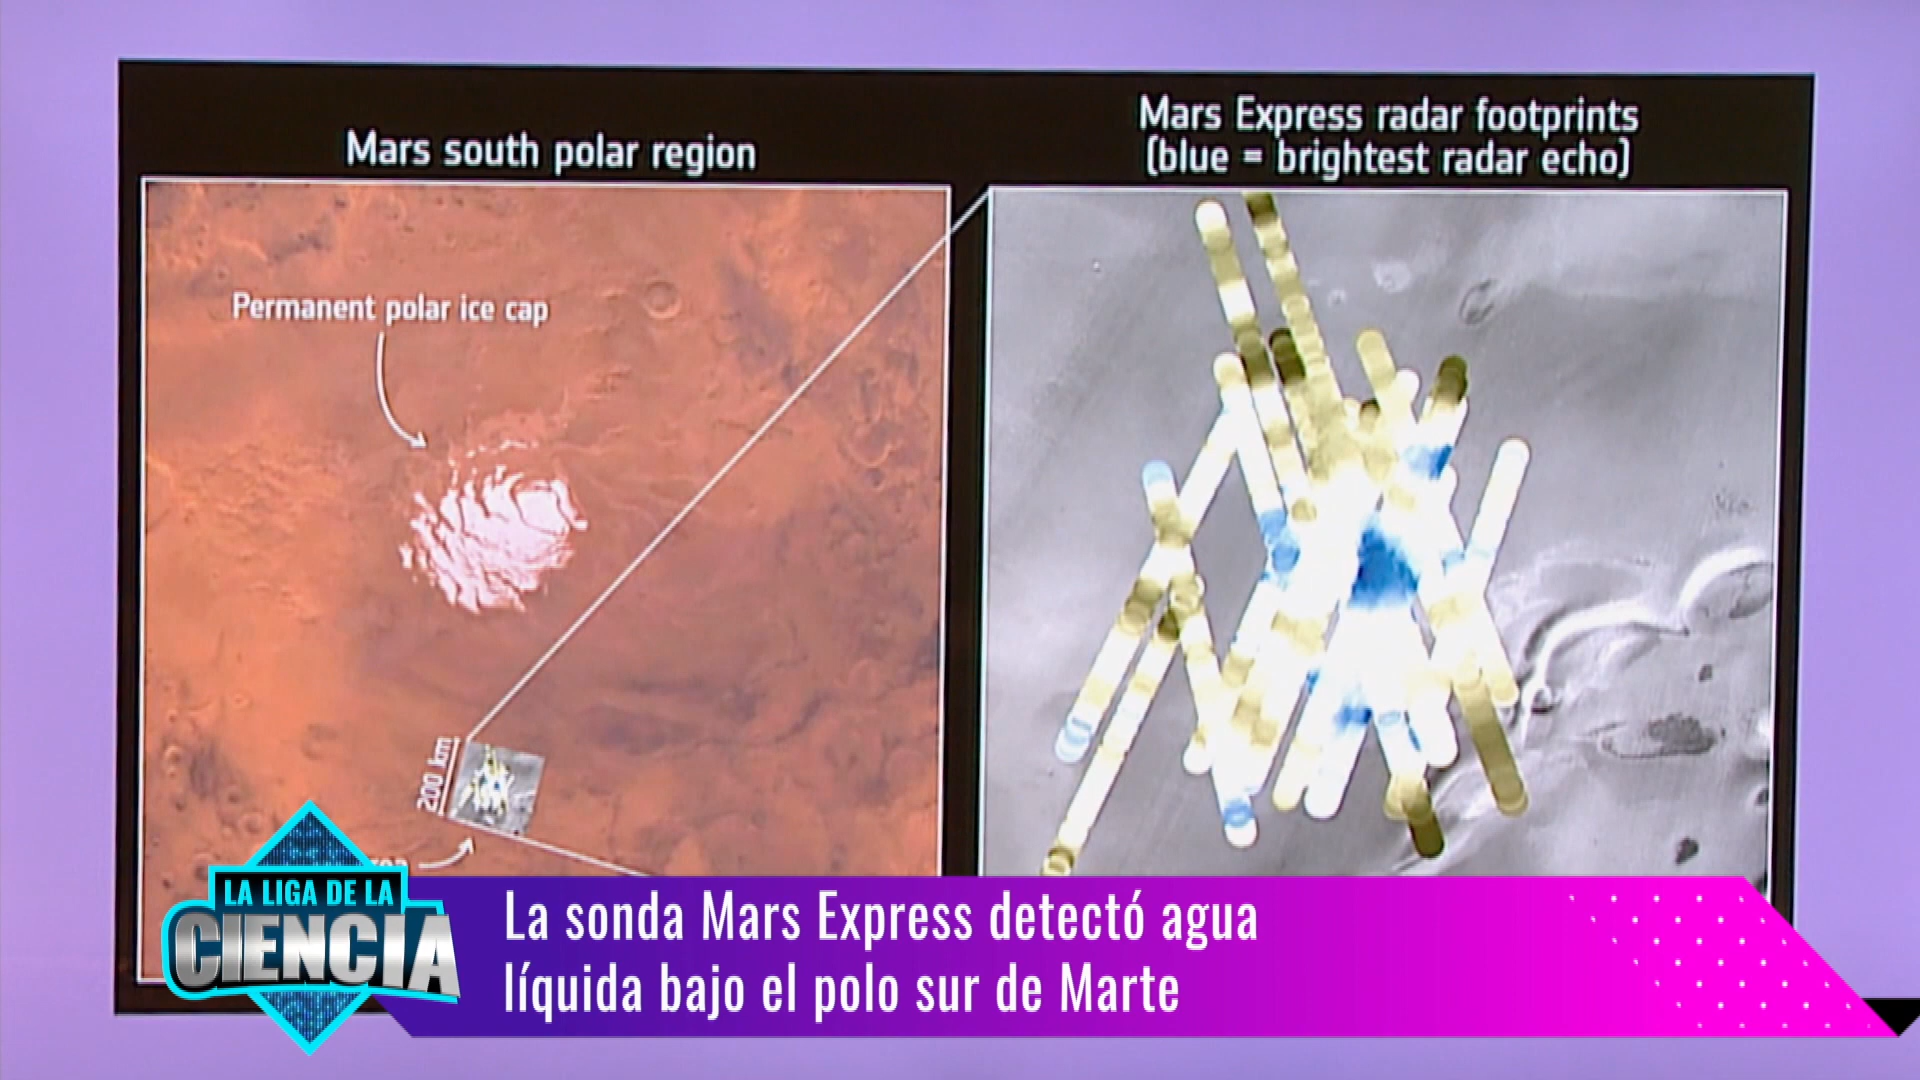 Mars south polar region
Mars Express radar footprints
(blue = brightest radar echo)
Permanent polar ice cap
200 km
LA LIGA DE LA
CIENCIA
La sonda Mars Express detectó agua
líquida bajo el polo sur de Marte